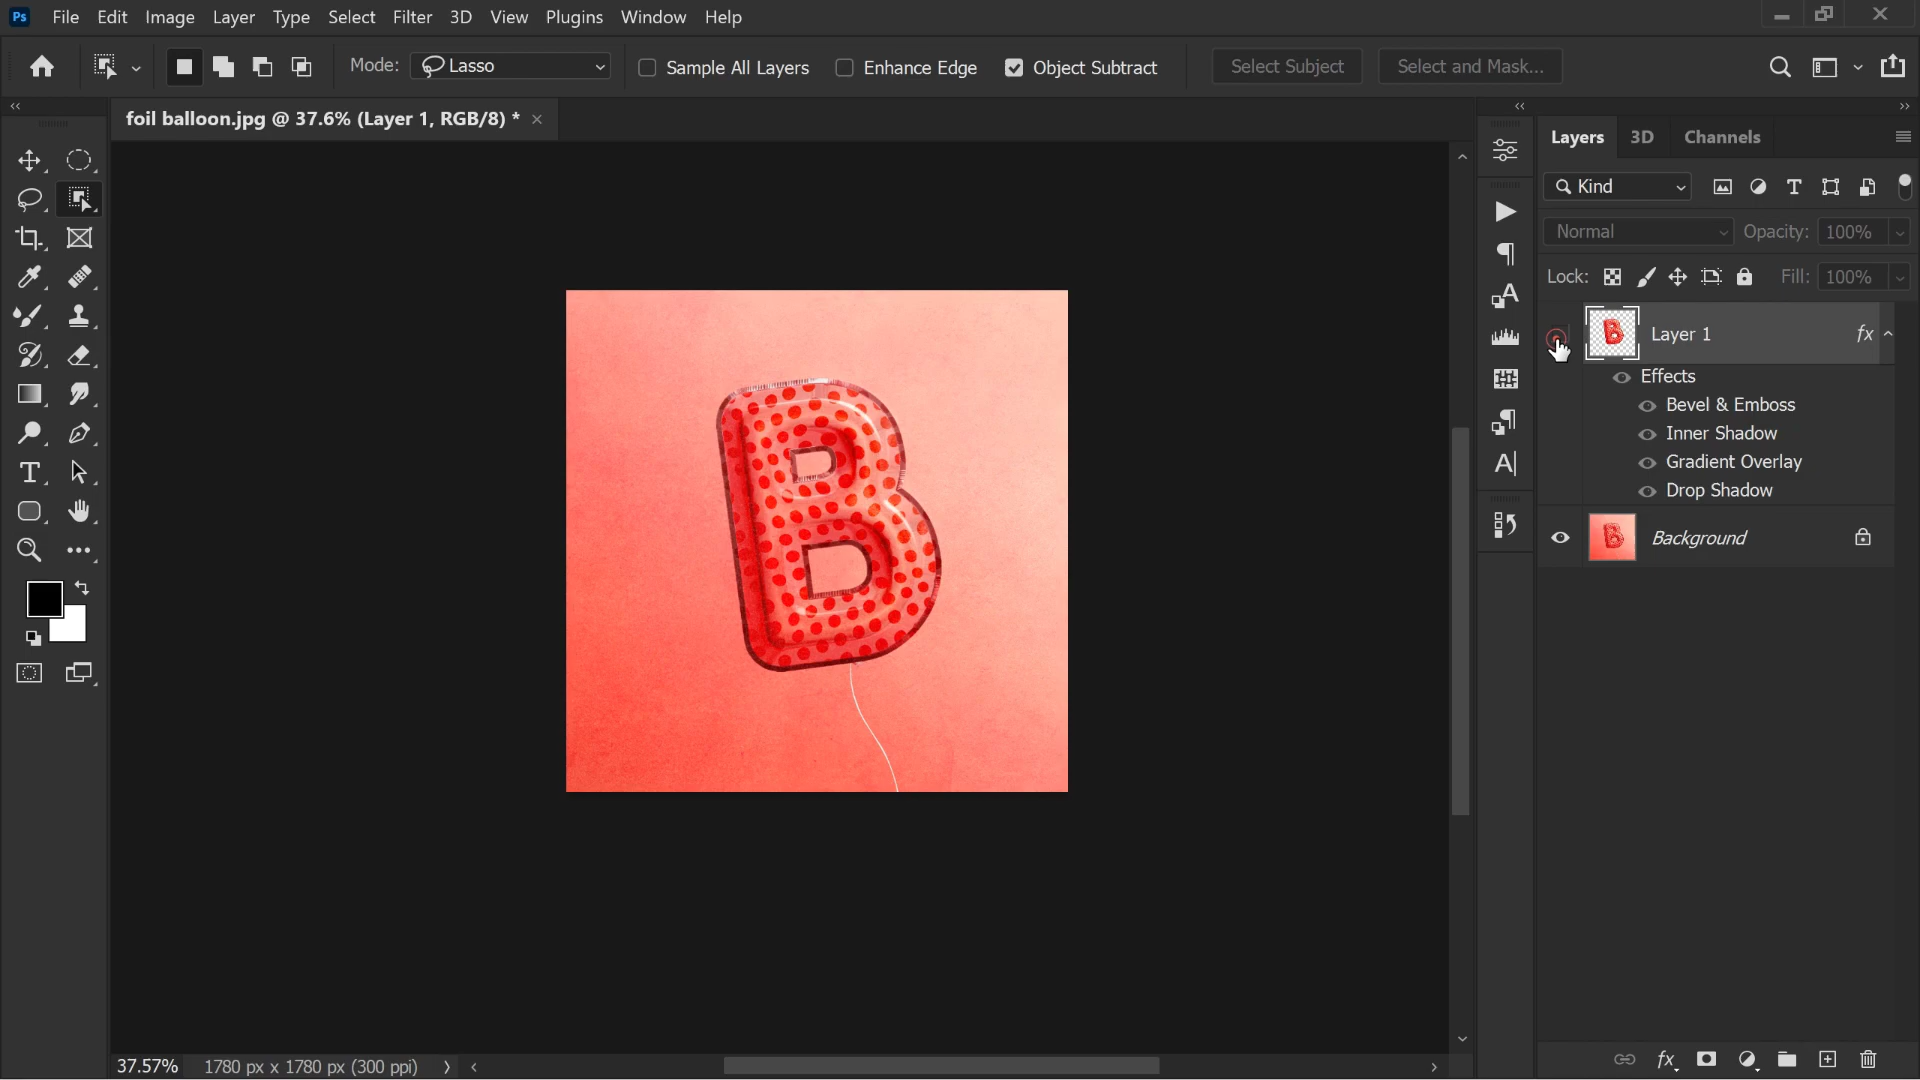 Ps File Edit Image Layer Type Select Filter 3D View Plugins Window Help
Mode: Lasso Sample All Layers Enhance Edge Object Subtract Select Subject Select and Mask...
foil balloon.jpg @ 37.6% (Layer 1, RGB/8) *
Layers 3D Channels
Kind
Normal Opacity: 100%
Lock: Fill: 100%
Layer 1 fx
Effects
Bevel & Emboss
Inner Shadow
Gradient Overlay
Drop Shadow
Background
B
37.57% 1780 px x 1780 px (300 ppi)
fx